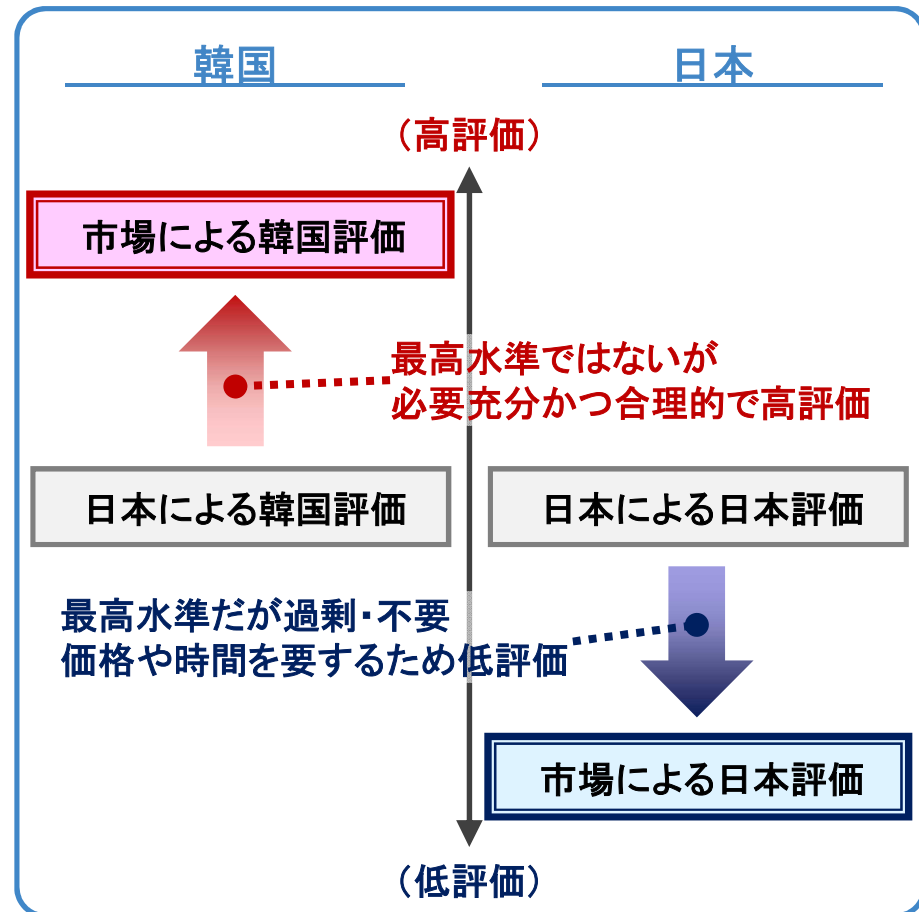 韓国
日本
（高評価）
市場による韓国評価
最高水準ではないが
必要充分かつ合理的で高評価
日本による韓国評価
日本による日本評価
最高水準だが過剰・不要
価格や時間を要するため低評価
市場による日本評価
（低評価）